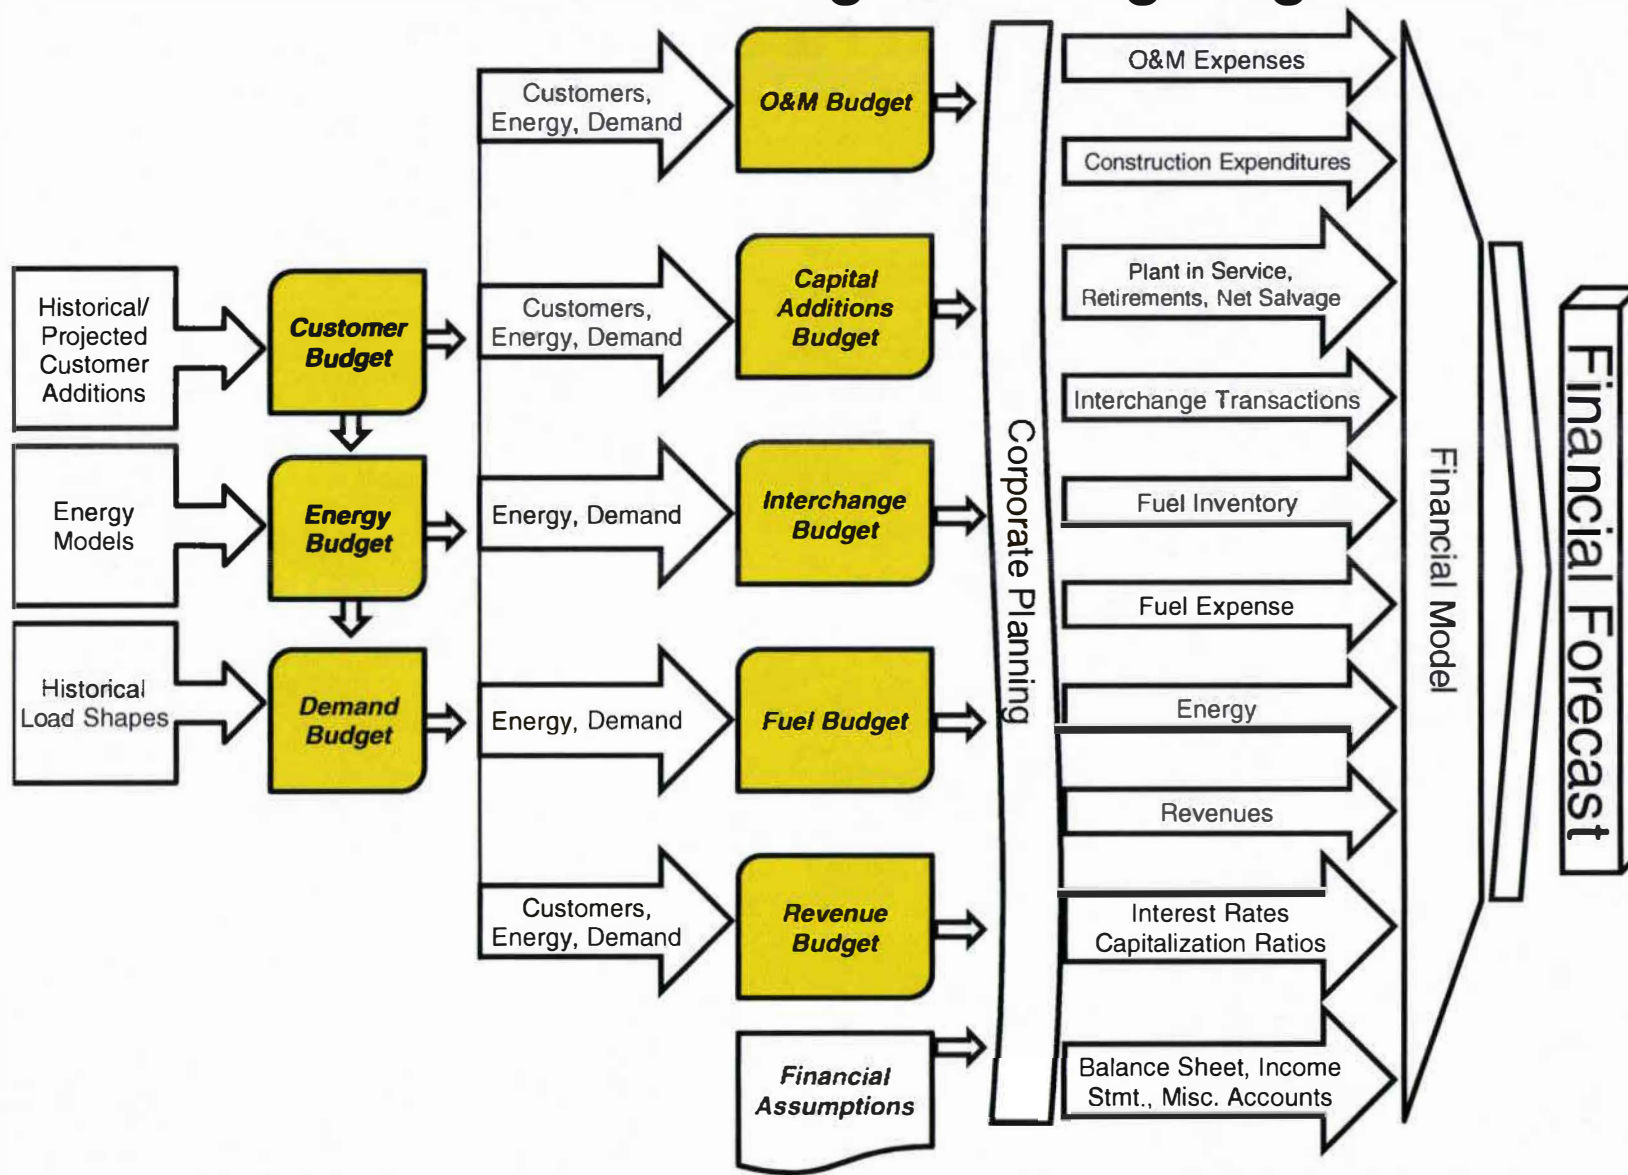 Historical/
Projected
Customer
Additions
Energy
Models
Historical
Load Shapes
Customer
Budget
Energy
Budget
Demand
Budget
Customers,
Energy, Demand
Customers,
Energy, Demand
Energy, Demand
Energy, Demand
Customers,
Energy, Demand
O&M Budget
Capital
Additions
Budget
Interchange
Budget
Fuel Budget
Revenue
Budget
Financial
Assumptions
Corporate Planning
O&M Expenses
Construction Expenditures
Plant in Service,
Retirements, Net Salvage
Interchange Transactions
Fuel Inventory
Fuel Expense
Energy
Revenues
Interest Rates
Capitalization Ratios
Balance Sheet, Income
Stmt., Misc. Accounts
Financial Model
Financial Forecast